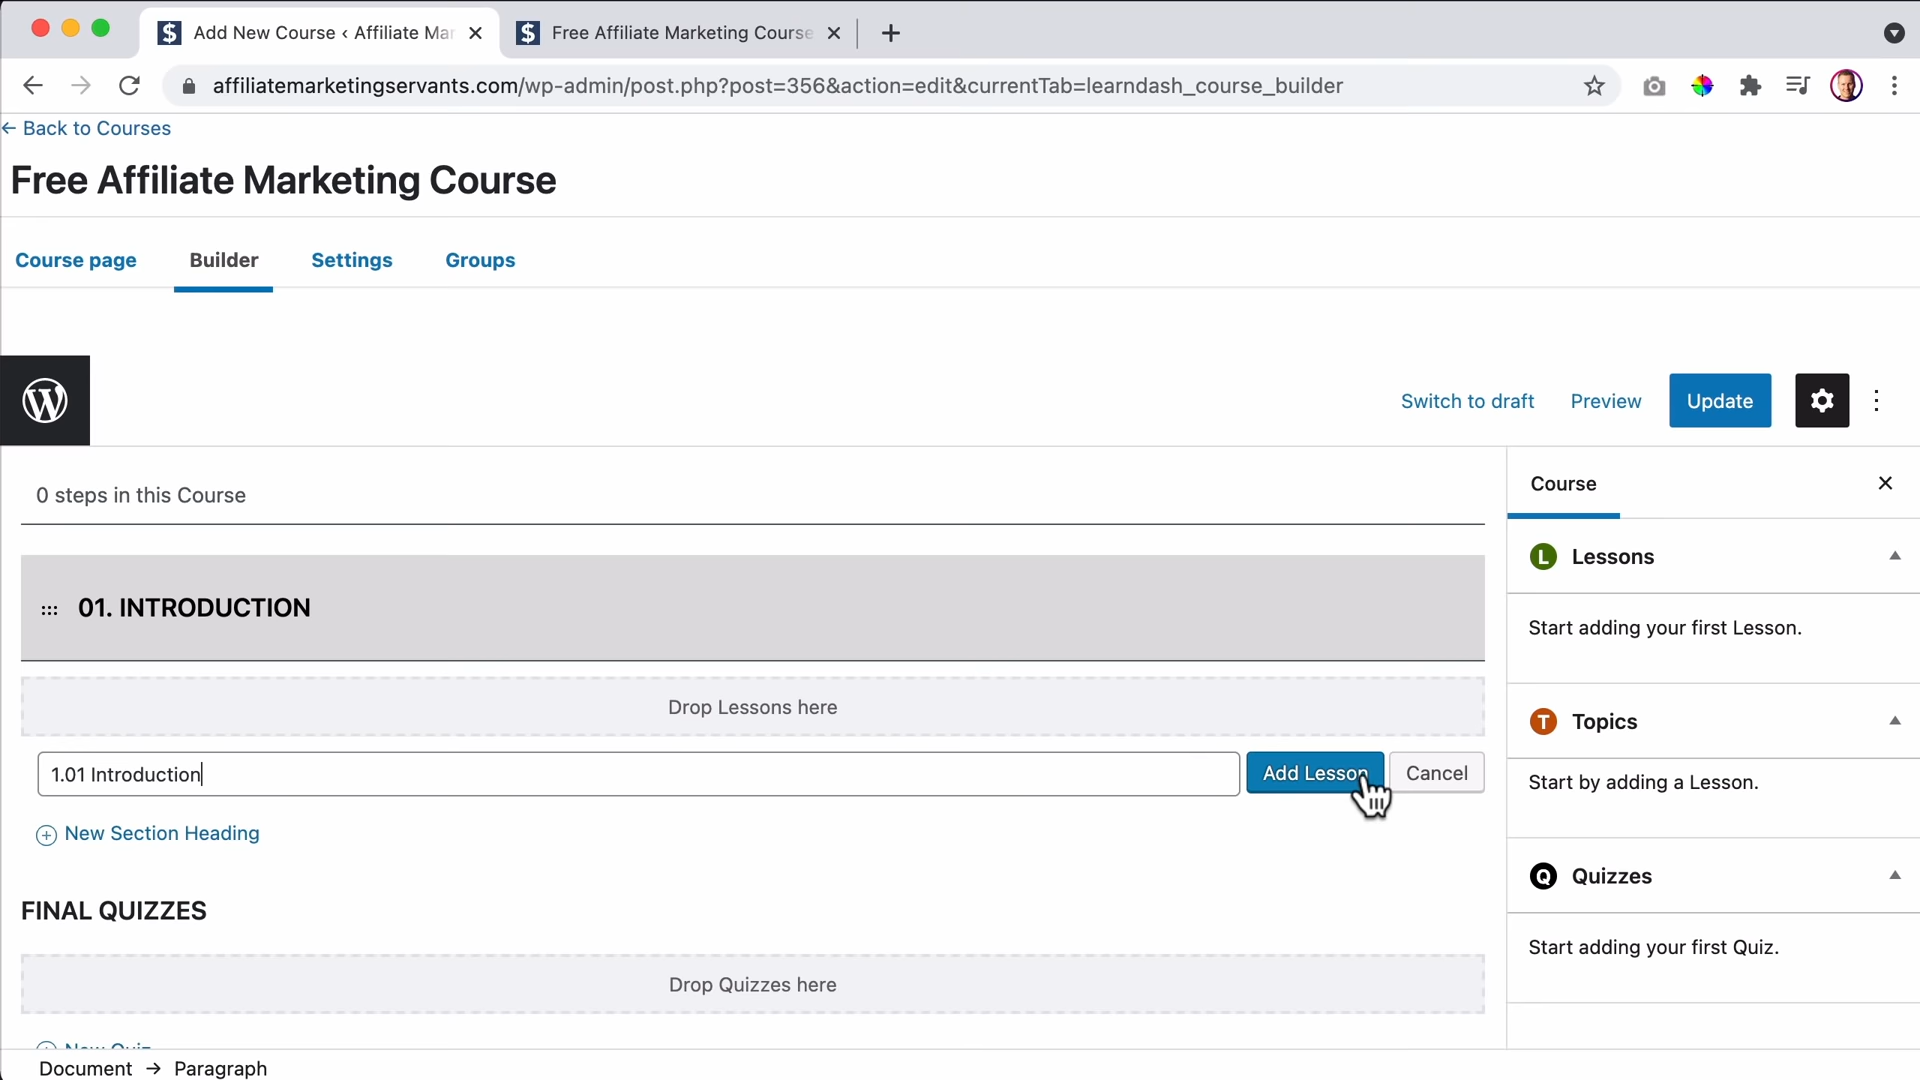 Add New Course ‹ Affiliate Mar
Free Affiliate Marketing Course
affiliatemarketingservants.com/wp-admin/post.php?post=356&action=edit&currentTab=learndash_course_builder
← Back to Courses
Free Affiliate Marketing Course
Course page
Builder
Settings
Groups
Switch to draft
Preview
Update
0 steps in this Course
Course
01. INTRODUCTION
L Lessons
Start adding your first Lesson.
Drop Lessons here
T Topics
1.01 Introduction
Add Lesson
Cancel
Start by adding a Lesson.
New Section Heading
Q Quizzes
FINAL QUIZZES
Start adding your first Quiz.
Drop Quizzes here
New Quiz
Document → Paragraph